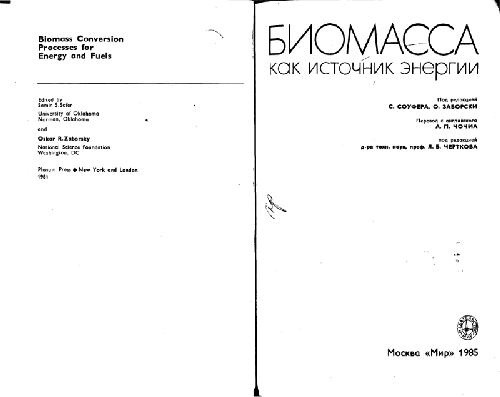 Biomass Conversion
Processes for
Energy and Fuels
Edited by
Samir S. Sofer
University of Oklahoma
Norman, Oklahoma
and
Oskar R. Zaborsky
National Science Foundation
Washington, DC
Plenum Press ● New York and London
1981
БИОМАССА
как источник энергии
Под редакцией
С. СОУФЕРА, О. ЗАБОРСКИ
Перевод с английского
А. П. ЧОЧИА
под редакцией
д-ра техн. наук, проф. Я. Б. ЧЕРТКОВА
Москва «Мир» 1985